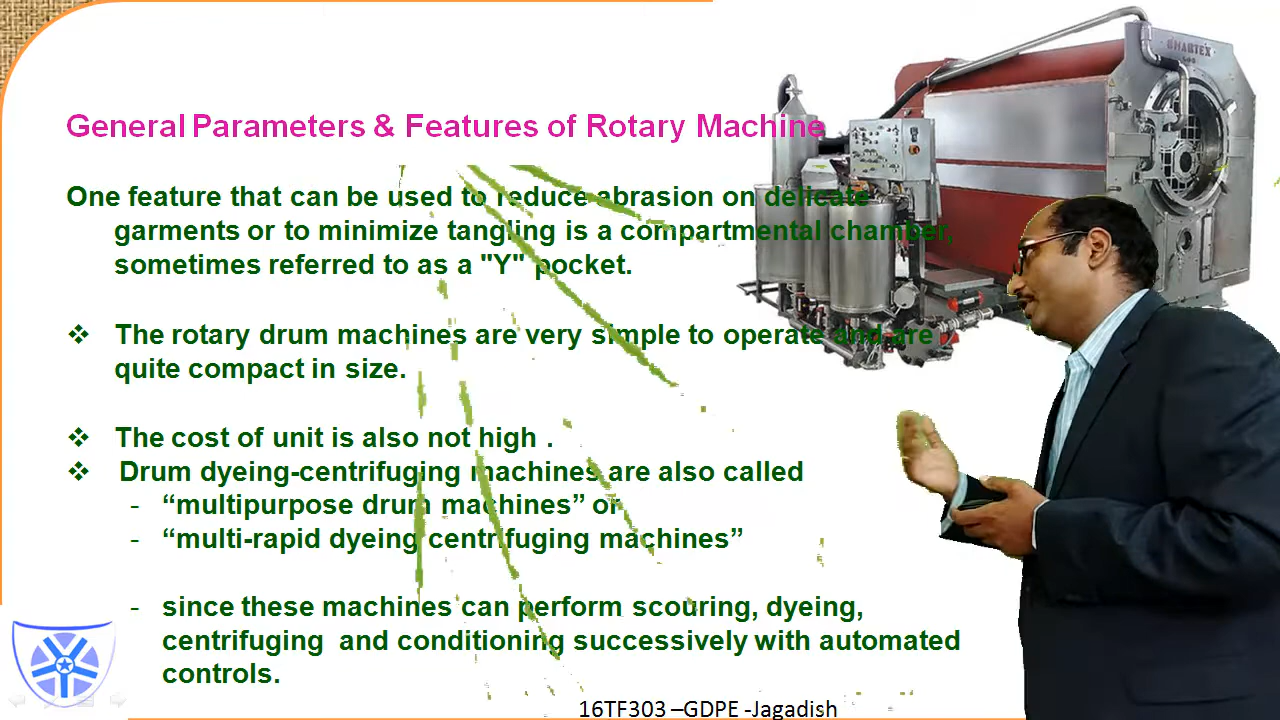 SMARTEX
General Parameters & Features of Rotary Machine
One feature that can be used to reduce abrasion on delicate
garments or to minimize tangling is a compartmental chamber,
sometimes referred to as a "Y" pocket.
❖ The rotary drum machines are very simple to operate and are
quite compact in size.
❖ The cost of unit is also not high .
❖ Drum dyeing-centrifuging machines are also called
- “multipurpose drum machines” or
- “multi-rapid dyeing centrifuging machines”
- since these machines can perform scouring, dyeing,
centrifuging and conditioning successively with automated
controls.
16TF303 –GDPE -Jagadish